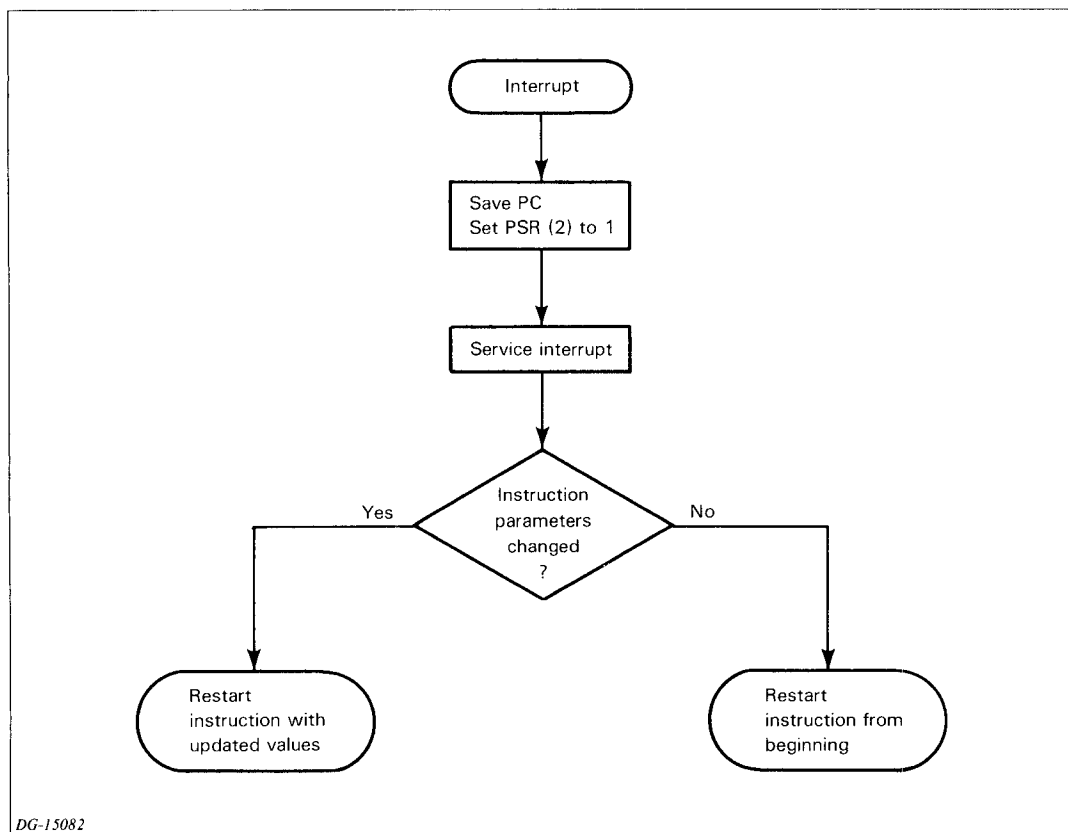 Interrupt
Save PC
Set PSR (2) to 1
Service interrupt
Instruction
parameters
changed
?
Yes
No
Restart
instruction with
updated values
Restart
instruction from
beginning
DG-15082